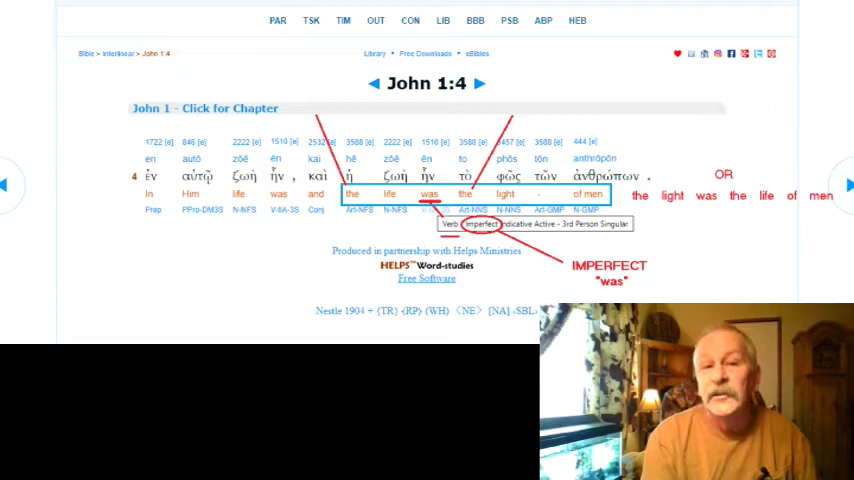 PAR TSK TIM OUT CON LIB BBB PSB ABP HEB
Bible > Interlinear > John 1:4
Library • Free Downloads • eBibles
◄ John 1:4 ►
John 1 - Click for Chapter
1722 [e] 846 [e] 2222 [e] 1510 [e] 2532 [e] 3588 [e] 2222 [e] 1510 [e] 3588 [e] 5457 [e] 3588 [e] 444 [e]
en autō zōē ēn kai hē zōē ēn to phōs tōn anthrōpōn
4 ἐν αὐτῷ ζωὴ ἦν , καὶ ἡ ζωὴ ἦν τὸ φῶς τῶν ἀνθρώπων .
In Him life was and the life was the light - of men
Prep PPro-DM3S N-NFS V-IIA-3S Conj Art-NFS N-NFS V-IIA-3S Art-NNS N-NNS Art-GMP N-GMP
OR
the light was the life of men
Verb - Imperfect Indicative Active - 3rd Person Singular
IMPERFECT
"was"
Produced in partnership with Helps Ministries
HELPS™ Word-studies
Free Software
Nestle 1904 + {TR} (RP) (WH) 〈NE〉 [NA] ‹SBL›